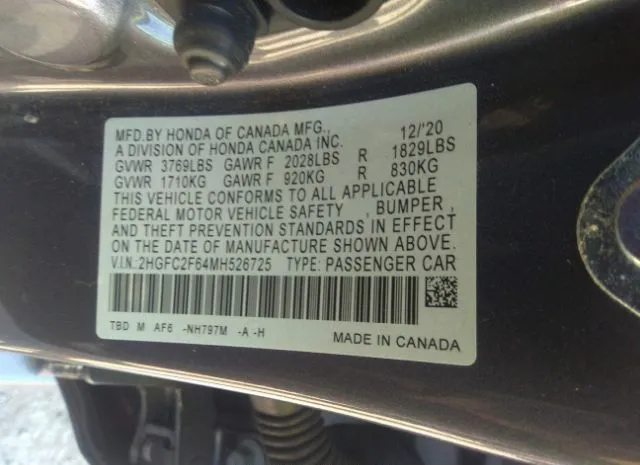 MFD.BY HONDA OF CANADA MFG., 12/'20
A DIVISION OF HONDA CANADA INC.
GVWR 3769LBS GAWR F 2028LBS R 1829LBS
GVWR 1710KG GAWR F 920KG R 830KG
THIS VEHICLE CONFORMS TO ALL APPLICABLE
FEDERAL MOTOR VEHICLE SAFETY , BUMPER,
AND THEFT PREVENTION STANDARDS IN EFFECT
ON THE DATE OF MANUFACTURE SHOWN ABOVE.
V.I.N.:2HGFC2F64MH526725 TYPE: PASSENGER CAR
TBD M AF6 -NH797M -A -H
MADE IN CANADA